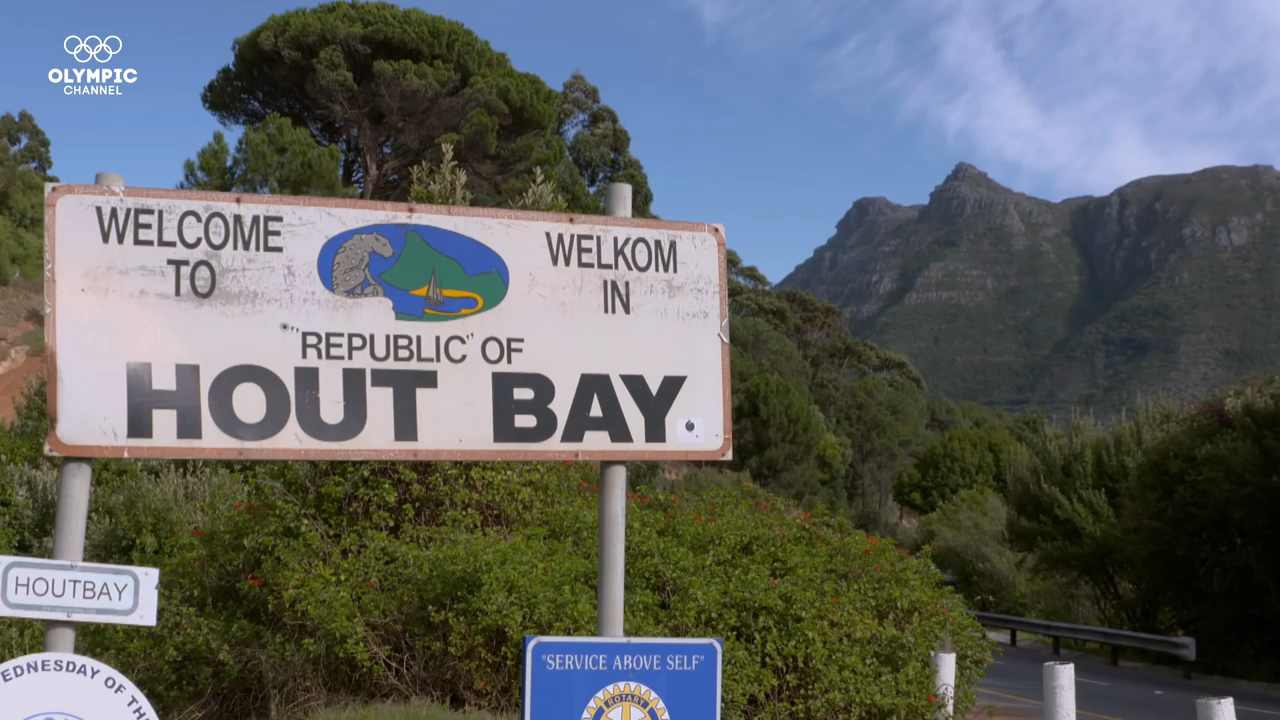 OLYMPIC
CHANNEL
WELCOME
TO
WELKOM
IN
"REPUBLIC" OF
HOUT BAY
HOUTBAY
EDNESDAY OF TH
"SERVICE ABOVE SELF"
ROTARY